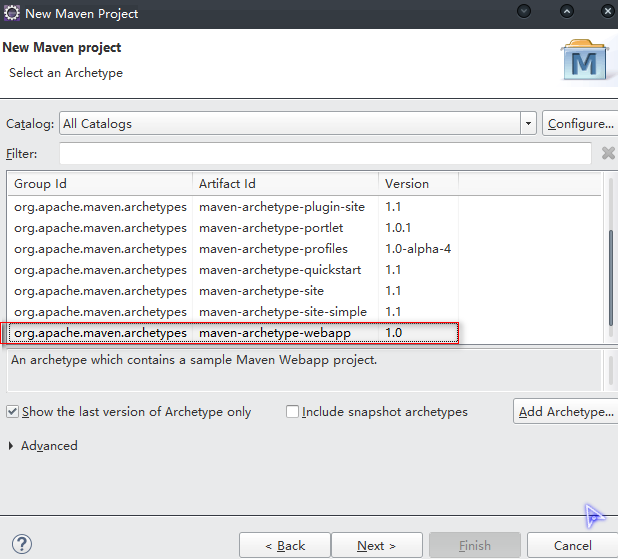 New Maven Project
New Maven project
Select an Archetype
M
Catalog: All Catalogs Configure...
Filter:
Group Id Artifact Id Version
org.apache.maven.archetypes maven-archetype-plugin-site 1.1
org.apache.maven.archetypes maven-archetype-portlet 1.0.1
org.apache.maven.archetypes maven-archetype-profiles 1.0-alpha-4
org.apache.maven.archetypes maven-archetype-quickstart 1.1
org.apache.maven.archetypes maven-archetype-site 1.1
org.apache.maven.archetypes maven-archetype-site-simple 1.1
org.apache.maven.archetypes maven-archetype-webapp 1.0
An archetype which contains a sample Maven Webapp project.
Show the last version of Archetype only Include snapshot archetypes Add Archetype...
Advanced
? < Back Next > Finish Cancel